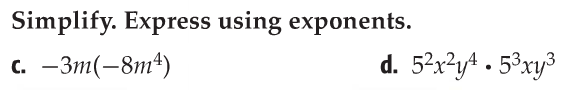 Simplify. Express using exponents.
c. −3m(−8m⁴) d. 5²x²y⁴ · 5³xy³